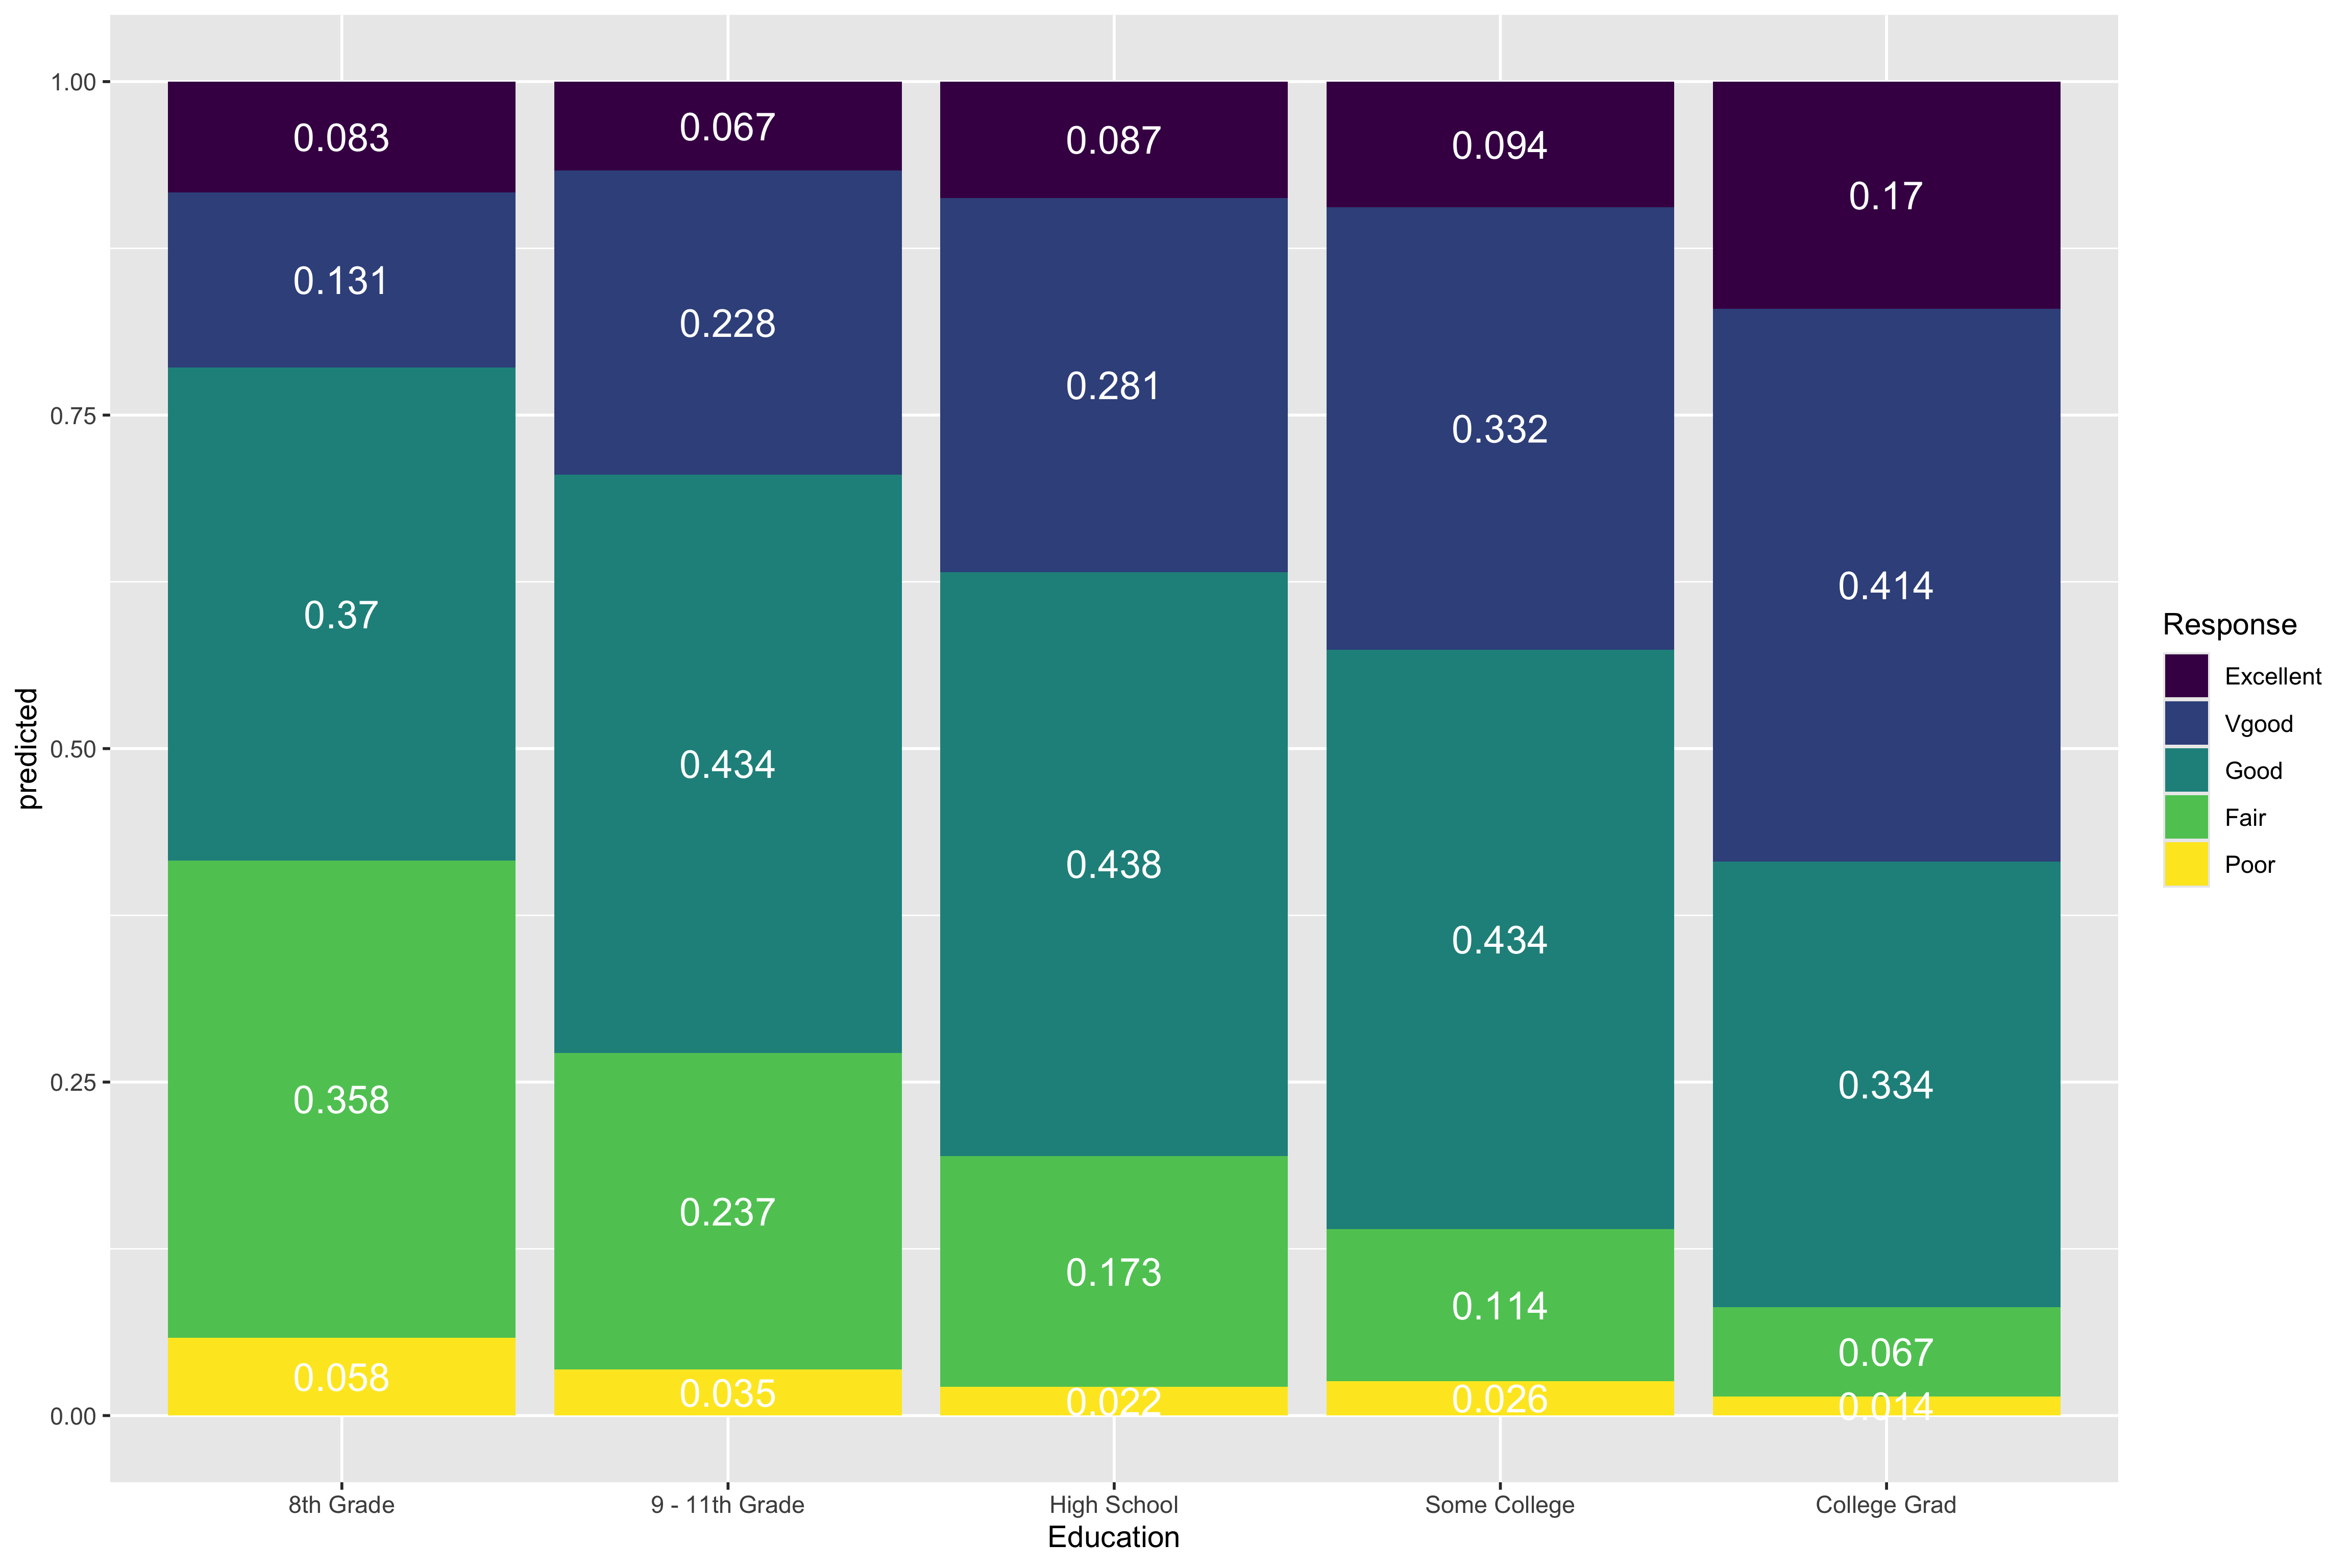 1.00
0.75
0.50
0.25
0.00
predicted
0.083
0.131
0.37
0.358
0.058
0.067
0.228
0.434
0.237
0.035
0.087
0.281
0.438
0.173
0.022
0.094
0.332
0.434
0.114
0.026
0.17
0.414
0.334
0.067
0.014
8th Grade
9 - 11th Grade
High School
Some College
College Grad
Education
Response
Excellent
Vgood
Good
Fair
Poor